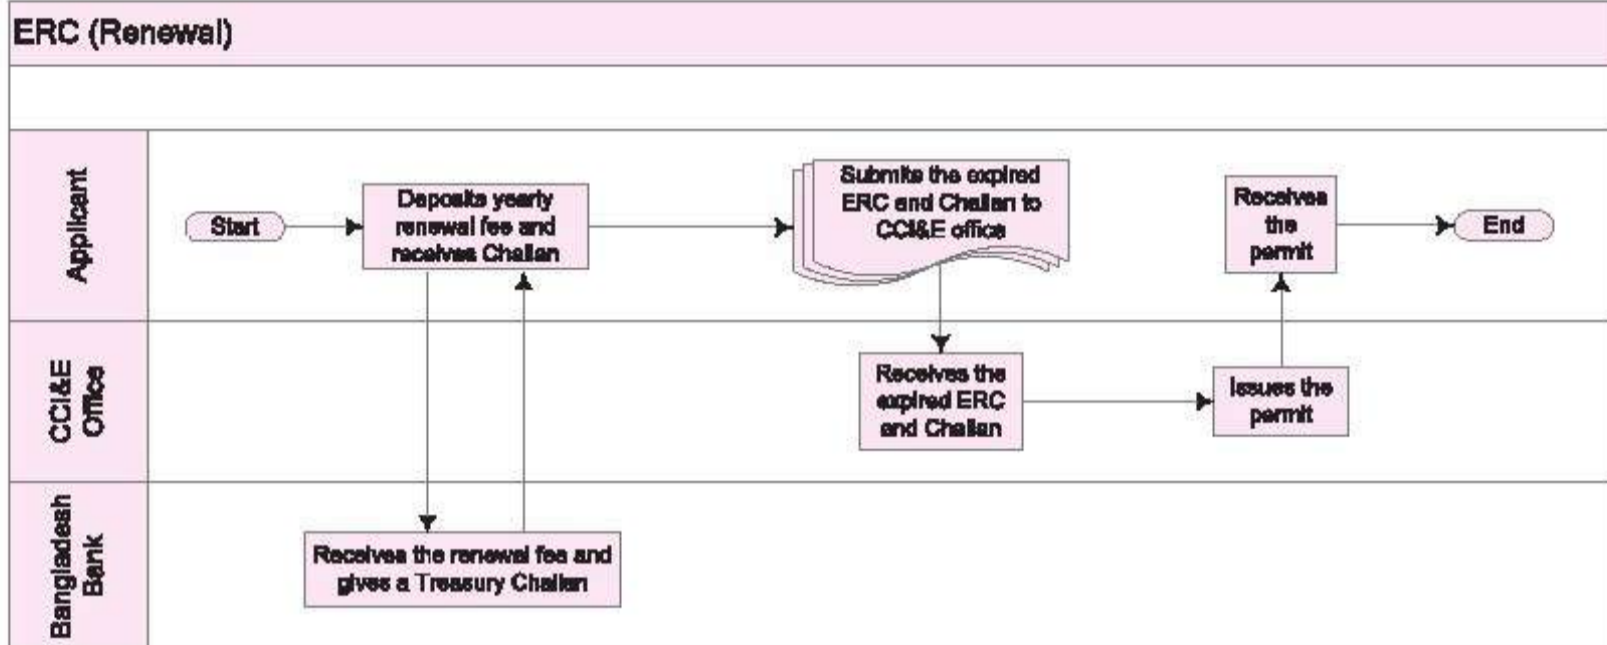 ERC (Renewal)
Applicant
Start
Deposits yearly
renewal fee and
receives Challan
Submits the expired
ERC and Challan to
CCI&E office
Receives
the
permit
End
CCI&E
Office
Receives the
expired ERC
and Challan
Issues the
permit
Bangladesh
Bank
Receives the renewal fee and
gives a Treasury Challan